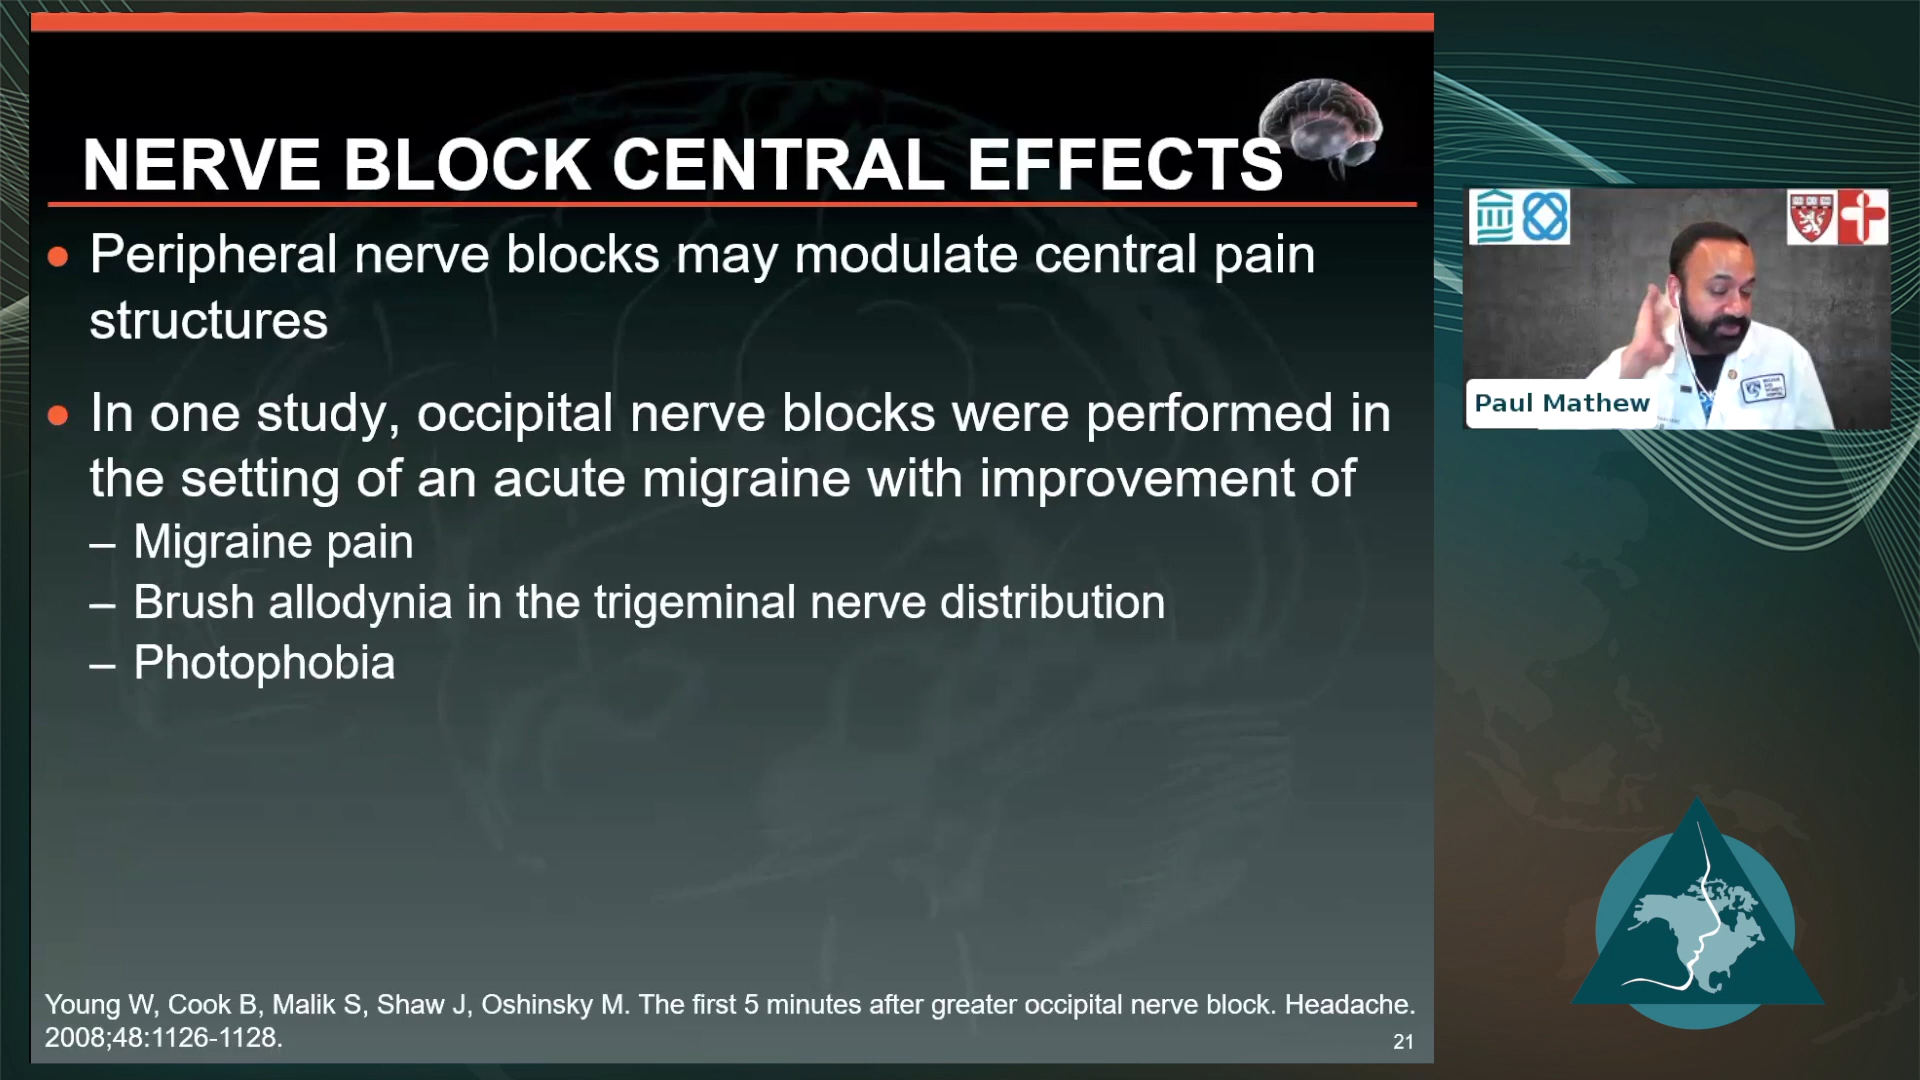 NERVE BLOCK CENTRAL EFFECTS
• Peripheral nerve blocks may modulate central pain
structures
• In one study, occipital nerve blocks were performed in
the setting of an acute migraine with improvement of
– Migraine pain
– Brush allodynia in the trigeminal nerve distribution
– Photophobia
Young W, Cook B, Malik S, Shaw J, Oshinsky M. The first 5 minutes after greater occipital nerve block. Headache.
2008;48:1126-1128.
21
Paul Mathew